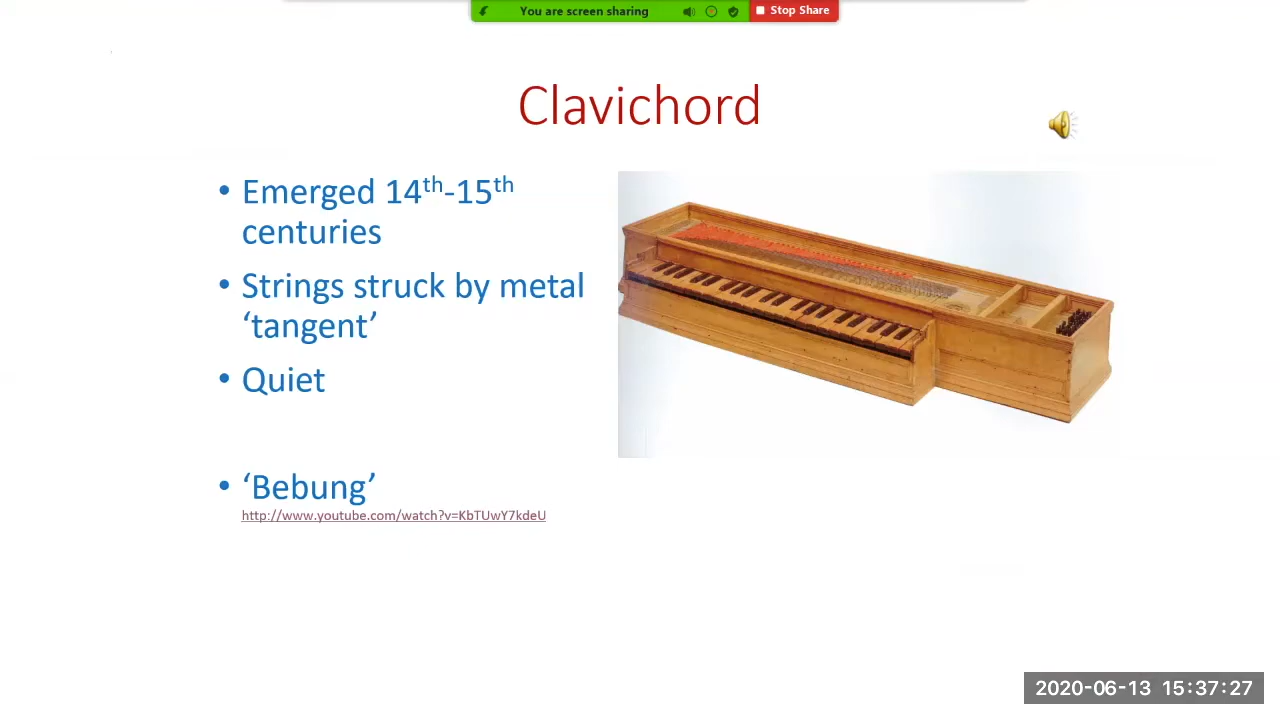 You are screen sharing
Stop Share
Clavichord
• Emerged 14th-15th
centuries
• Strings struck by metal
‘tangent’
• Quiet
• ‘Bebung’
http://www.youtube.com/watch?v=KbTUwY7kdeU
2020-06-13 15:37:27